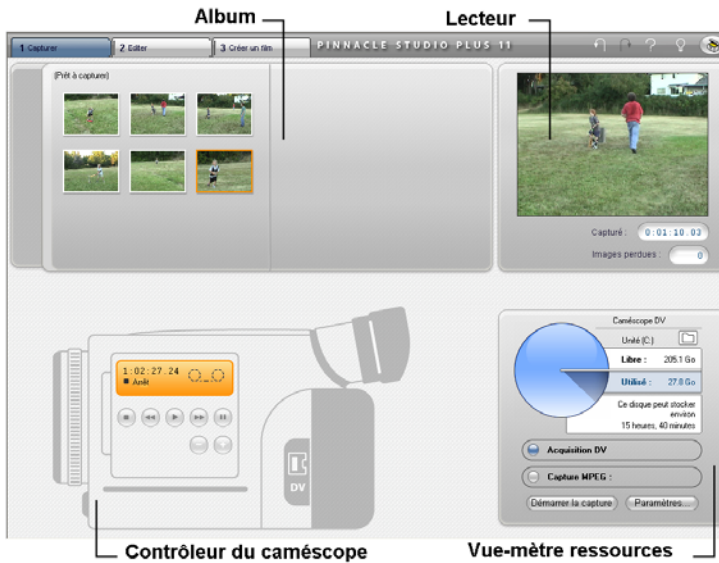 Album
Lecteur
1 Capturer
2 Editer
3 Créer un film
PINNACLE STUDIO PLUS 11
(Prêt à capturer)
Capturé :
0:01:10.03
Images perdues :
0
1:02:27.24
Arrêt
DV
Caméscope DV
Unité (C:)
Libre :
205.1 Go
Utilisé :
27.8 Go
Ce disque peut stocker
environ
15 heures, 40 minutes
Acquisition DV
Capture MPEG :
Démarrer la capture
Paramètres...
Contrôleur du caméscope
Vue-mètre ressources